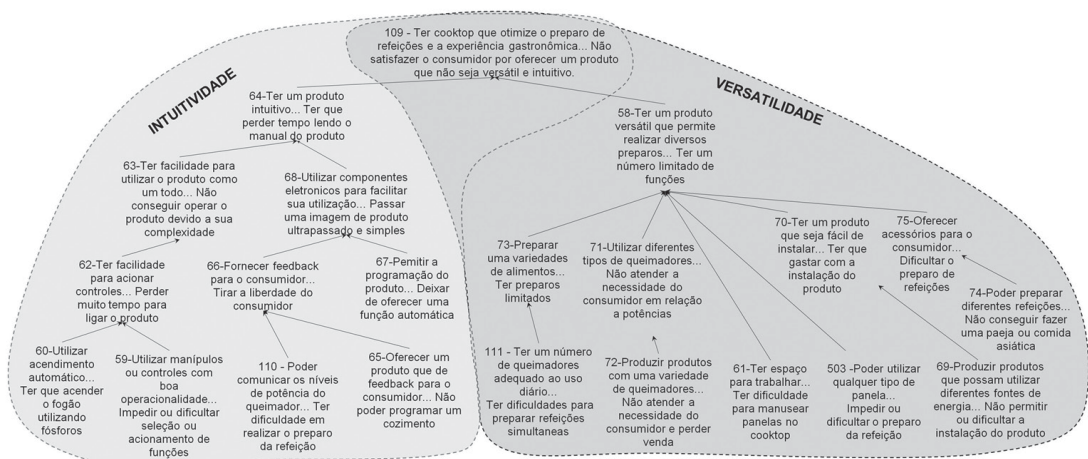 109 - Ter cooktop que otimize o preparo de
refeições e a experiência gastronômica... Não
satisfazer o consumidor por oferecer um produto
que não seja versátil e intuitivo.
INTUITIVIDADE
VERSATILIDADE
64-Ter um produto
intuitivo... Ter que
perder tempo lendo o
manual do produto
58-Ter um produto
versátil que permite
realizar diversos
preparos... Ter um
número limitado de
funções
63-Ter facilidade para
utilizar o produto como
um todo... Não
conseguir operar o
produto devido a sua
complexidade
68-Utilizar componentes
eletronicos para facilitar
sua utilização... Passar
uma imagem de produto
ultrapassado e simples
73-Preparar
uma variedades
de alimentos...
Ter preparos
limitados
71-Utilizar diferentes
tipos de queimadores...
Não atender a
necessidade do
consumidor em relação
a potências
70-Ter um produto
que seja fácil de
instalar... Ter que
gastar com a
instalação do
produto
75-Oferecer
acessórios para o
consumidor...
Dificultar o
preparo de
refeições
62-Ter facilidade
para acionar
controles... Perder
muito tempo para
ligar o produto
66-Fornecer feedback
para o consumidor...
Tirar a liberdade do
consumidor
67-Pemitir a
programação do
produto... Deixar
de oferecer uma
função automática
74-Poder preparar
diferentes refeições...
Não conseguir fazer
uma paeja ou comida
asiática
60-Utilizar
acendimento
automático...
Ter que acender
o fogão
utilizando
fósforos
59-Utilizar manípulos
ou controles com
boa
operacionalidade...
Impedir ou dificultar
seleção ou
acionamento de
funções
110 - Poder
comunicar os níveis
de potência do
queimador... Ter
dificuldade em
realizar o preparo
da refeição
65-Oferecer um
produto que de
feedback para o
consumidor... Não
poder programar um
cozimento
111 - Ter um número
de queimadores
adequado ao uso
diário...
Ter dificuldades para
preparar refeições
simultaneas
72-Produzir produtos
com uma variedade
de queimadores...
Não atender a
necessidade do
consumidor e perder
venda
61-Ter espaço
para trabalhar...
Ter dificuldade
para manusear
panelas no
cooktop
503 -Poder utilizar
qualquer tipo de
panela...
Impedir ou
dificultar o preparo
da refeição
69-Produzir produtos
que possam utilizar
diferentes fontes de
energia... Não permitir
ou dificultar a
instalação do produto